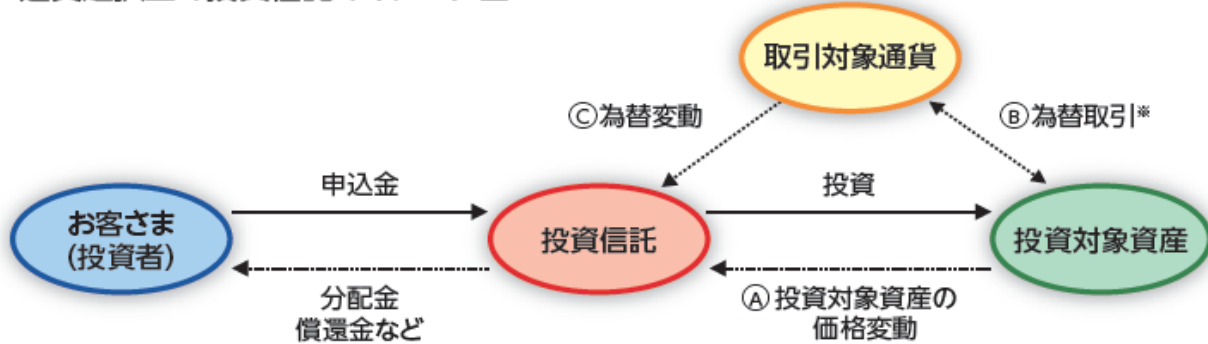 取引対象通貨
Ⓒ為替変動
Ⓑ為替取引※
申込金
投資
お客さま
(投資者)
投資信託
投資対象資産
分配金
償還金など
Ⓐ投資対象資産の
価格変動